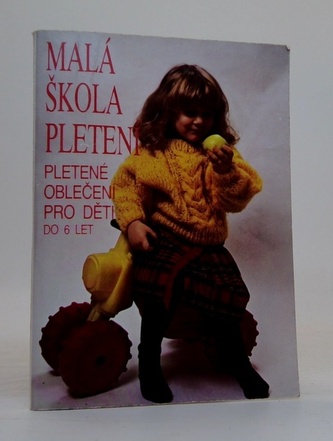 MALÁ
ŠKOLA
PLETENÍ
PLETENÉ
OBLEČENÍ
PRO DĚTI
DO 6 LET